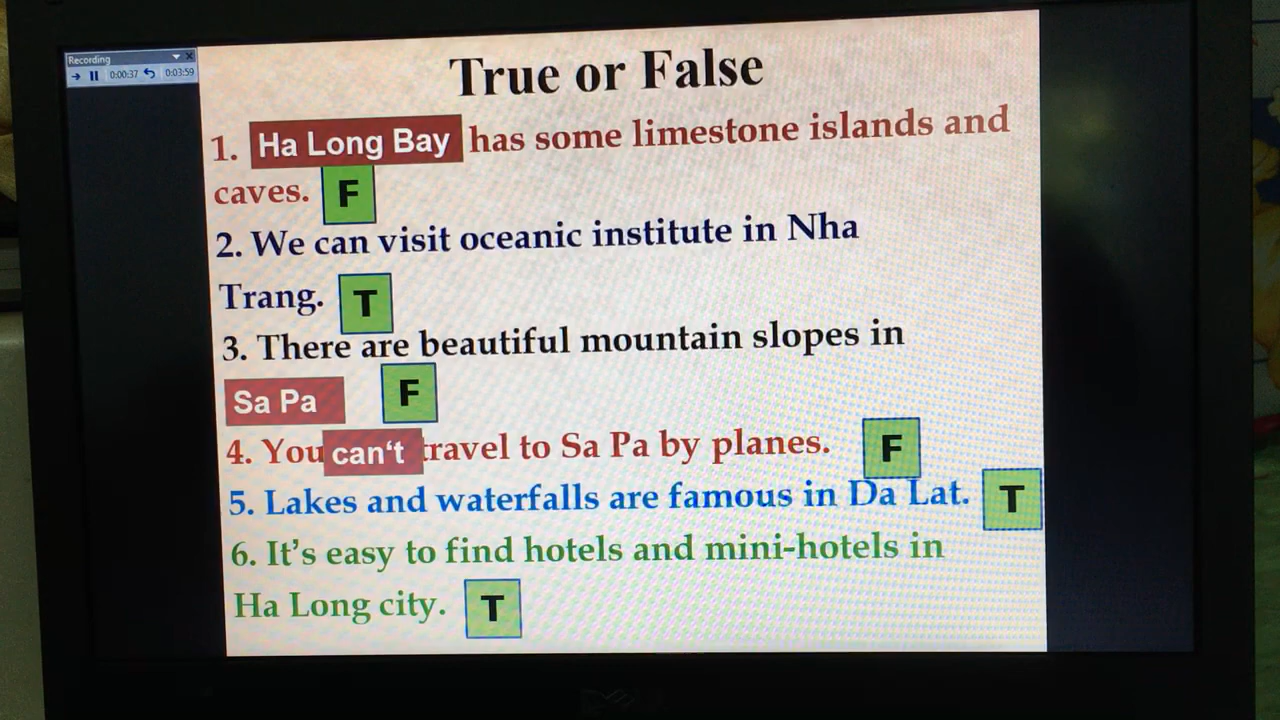 Recording
0:00:37 0:03:59
True or False
1. Ha Long Bay has some limestone islands and
caves. F
2. We can visit oceanic institute in Nha
Trang. T
3. There are beautiful mountain slopes in
Sa Pa F
4. You can't travel to Sa Pa by planes. F
5. Lakes and waterfalls are famous in Da Lat. T
6. It's easy to find hotels and mini-hotels in
Ha Long city. T